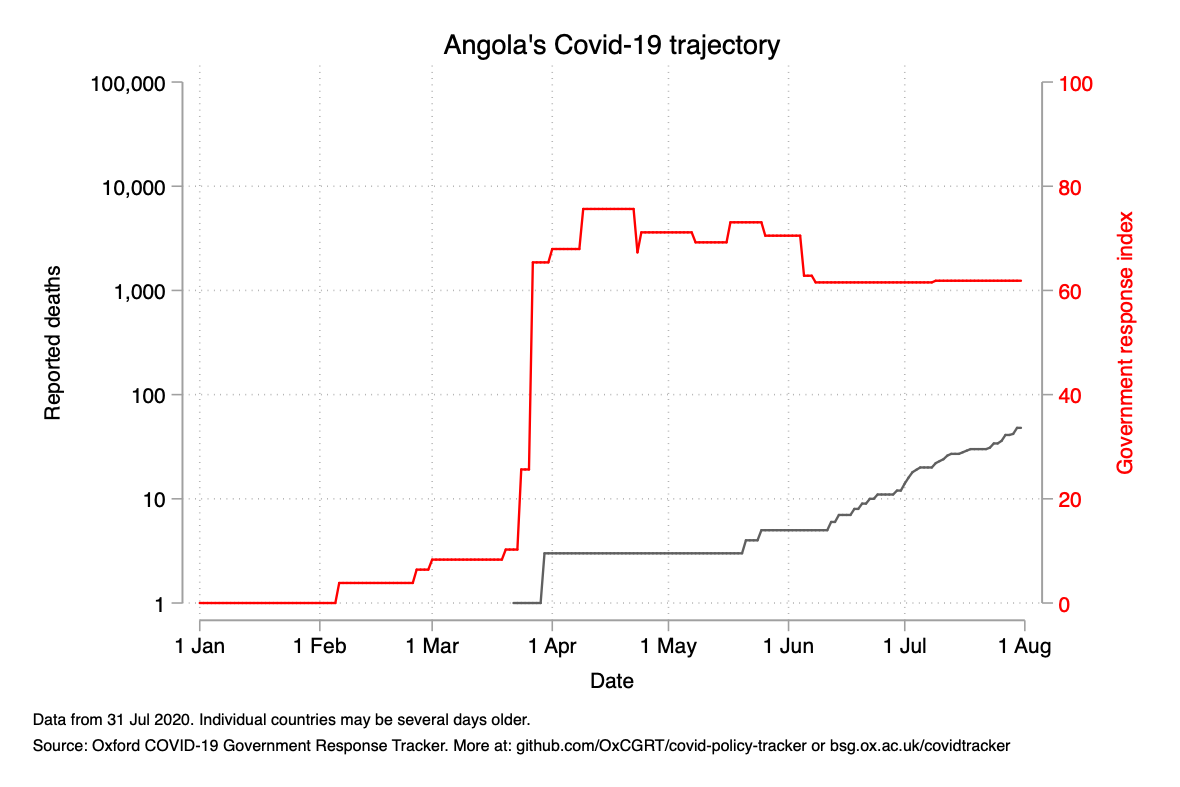 Angola's Covid-19 trajectory
100,000
10,000
1,000
100
10
1
Reported deaths
100
80
60
40
20
0
Government response index
1 Jan 1 Feb 1 Mar 1 Apr 1 May 1 Jun 1 Jul 1 Aug
Date
Data from 31 Jul 2020. Individual countries may be several days older.
Source: Oxford COVID-19 Government Response Tracker. More at: github.com/OxCGRT/covid-policy-tracker or bsg.ox.ac.uk/covidtracker